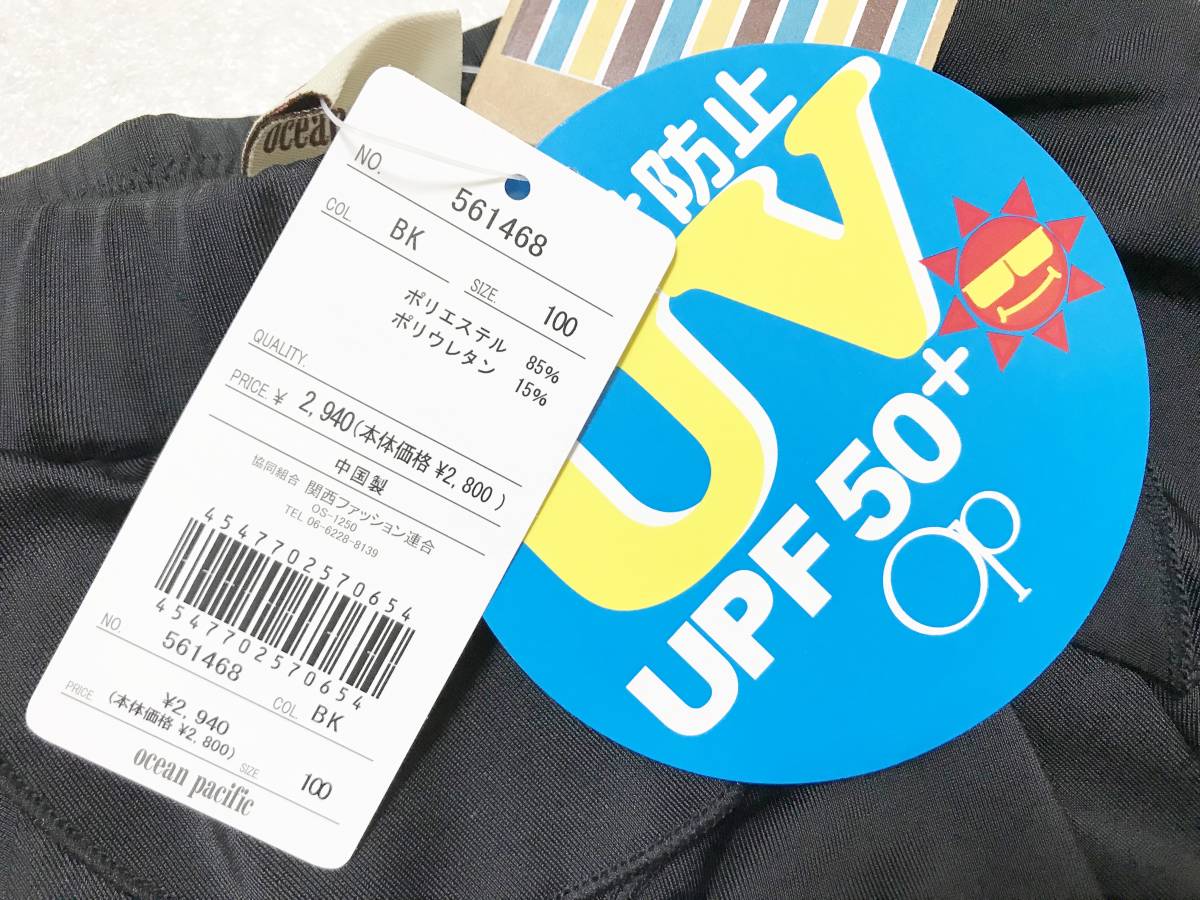 ocean
NO. 561468
COL. BK
SIZE. 100
ポリエステル 85%
ポリウレタン 15%
QUALITY.
PRICE. ¥ 2,940(本体価格 ¥2,800)
中国製
協同組合 関西ファッション連合
OS-1250
TEL 06-6228-8139
4547702570654
4547702570654
NO. 561468
COL. BK
PRICE ¥2,940
(本体価格 ¥2,800)
SIZE 100
ocean pacific
防止
UV
UPF 50+
op